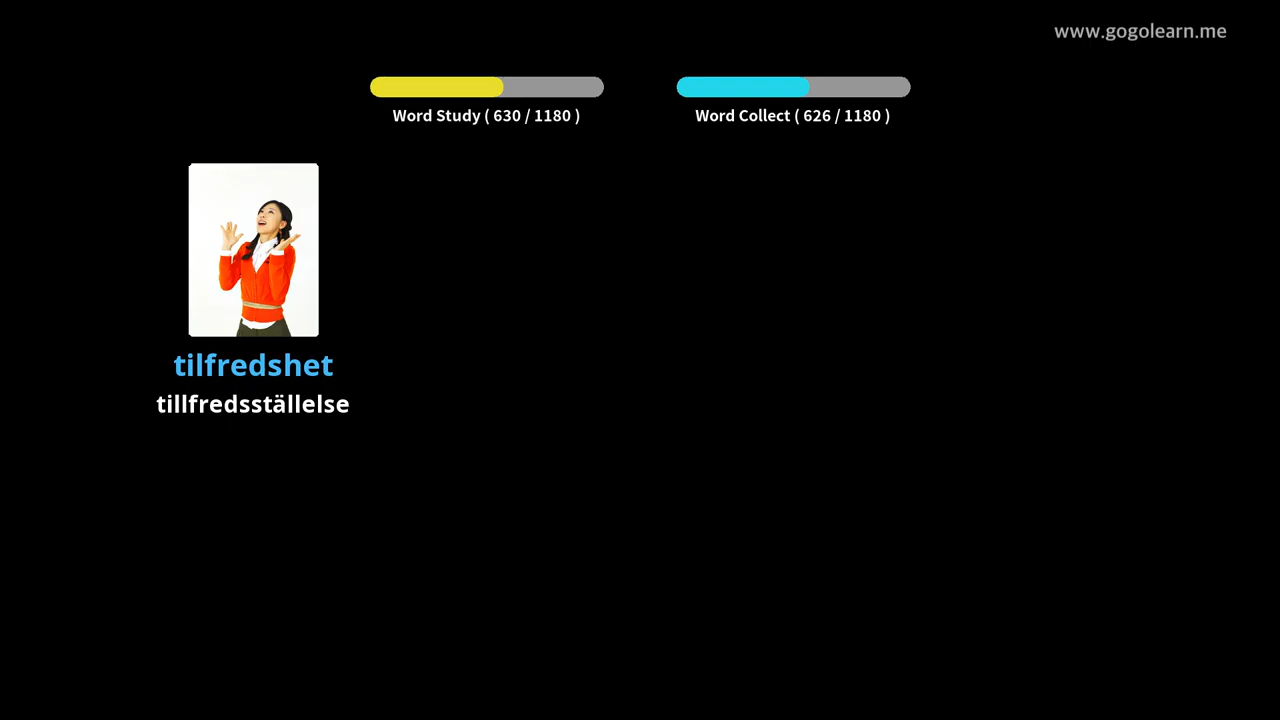 www.gogolearn.me
Word Study ( 630 / 1180 )
Word Collect ( 626 / 1180 )
tilfredshet
tillfredsställelse